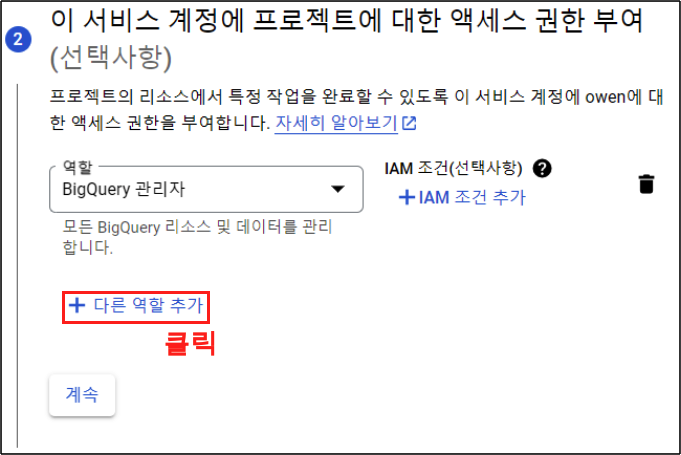 2
이 서비스 계정에 프로젝트에 대한 액세스 권한 부여
(선택사항)
프로젝트의 리소스에서 특정 작업을 완료할 수 있도록 이 서비스 계정에 owen에 대
한 액세스 권한을 부여합니다. 자세히 알아보기
역할
BigQuery 관리자
IAM 조건(선택사항) ?
+ IAM 조건 추가
모든 BigQuery 리소스 및 데이터를 관리
합니다.
+ 다른 역할 추가
클릭
계속